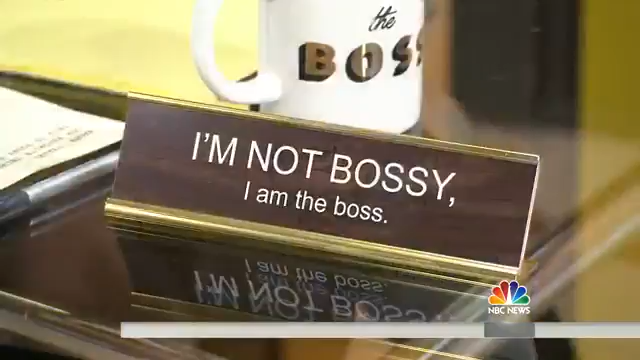 the
BOSS
I'M NOT BOSSY,
I am the boss.
NBC NEWS